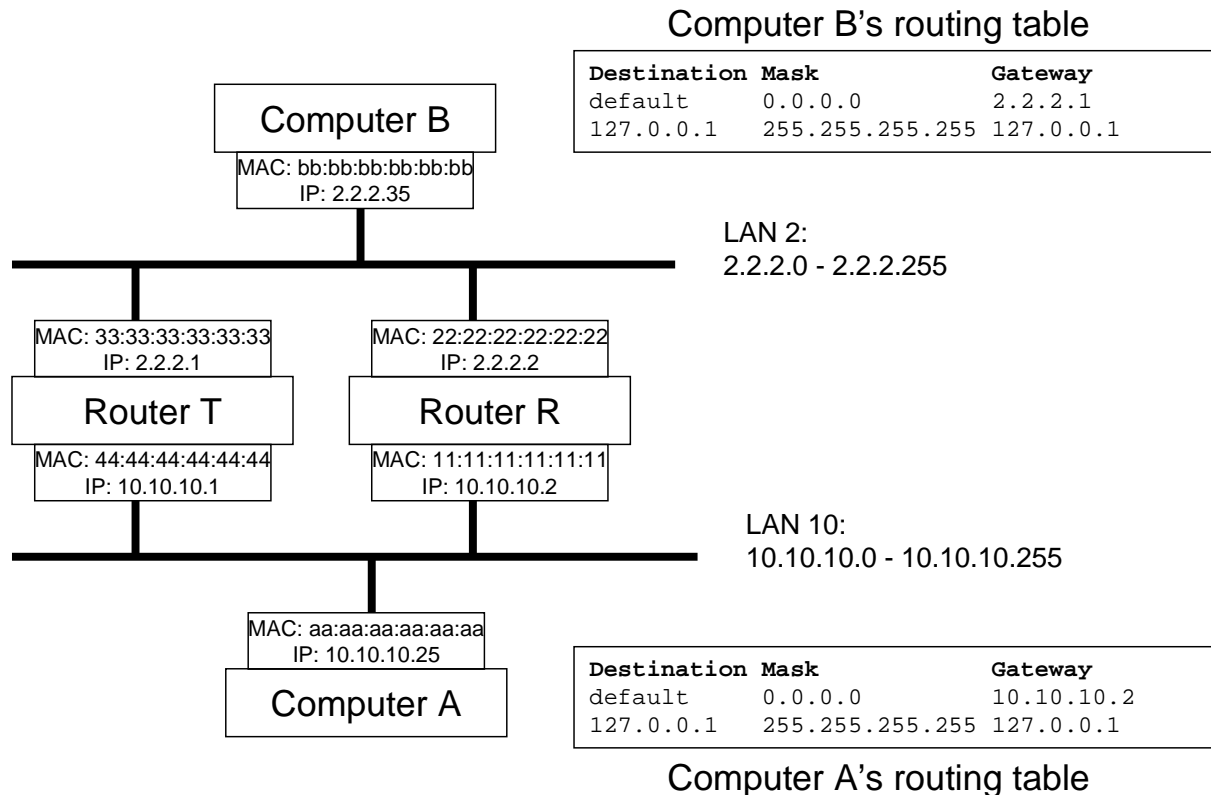 Computer B’s routing table
Destination Mask Gateway
default 0.0.0.0 2.2.2.1
127.0.0.1 255.255.255.255 127.0.0.1
Computer B
MAC: bb:bb:bb:bb:bb:bb
IP: 2.2.2.35
LAN 2:
2.2.2.0 - 2.2.2.255
MAC: 33:33:33:33:33:33
IP: 2.2.2.1
Router T
MAC: 44:44:44:44:44:44
IP: 10.10.10.1
MAC: 22:22:22:22:22:22
IP: 2.2.2.2
Router R
MAC: 11:11:11:11:11:11
IP: 10.10.10.2
LAN 10:
10.10.10.0 - 10.10.10.255
MAC: aa:aa:aa:aa:aa:aa
IP: 10.10.10.25
Computer A
Destination Mask Gateway
default 0.0.0.0 10.10.10.2
127.0.0.1 255.255.255.255 127.0.0.1
Computer A’s routing table